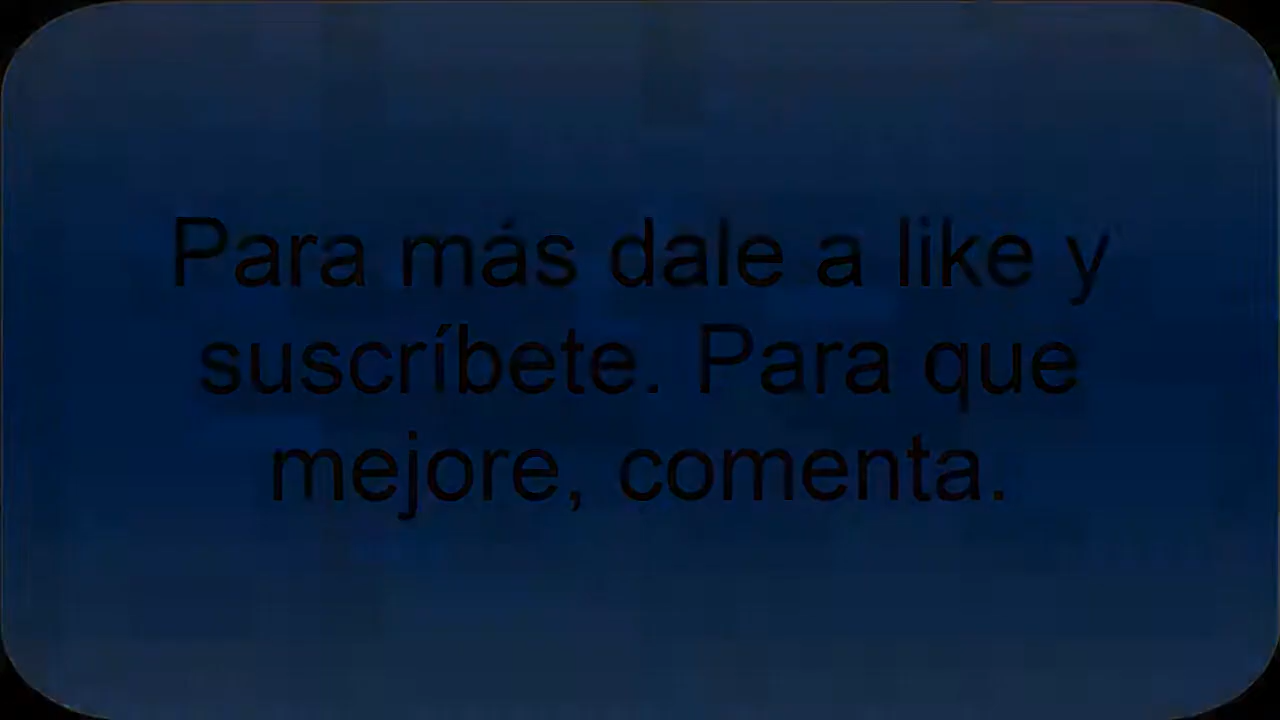 Para más dale a like y
suscríbete. Para que
mejore, comenta.